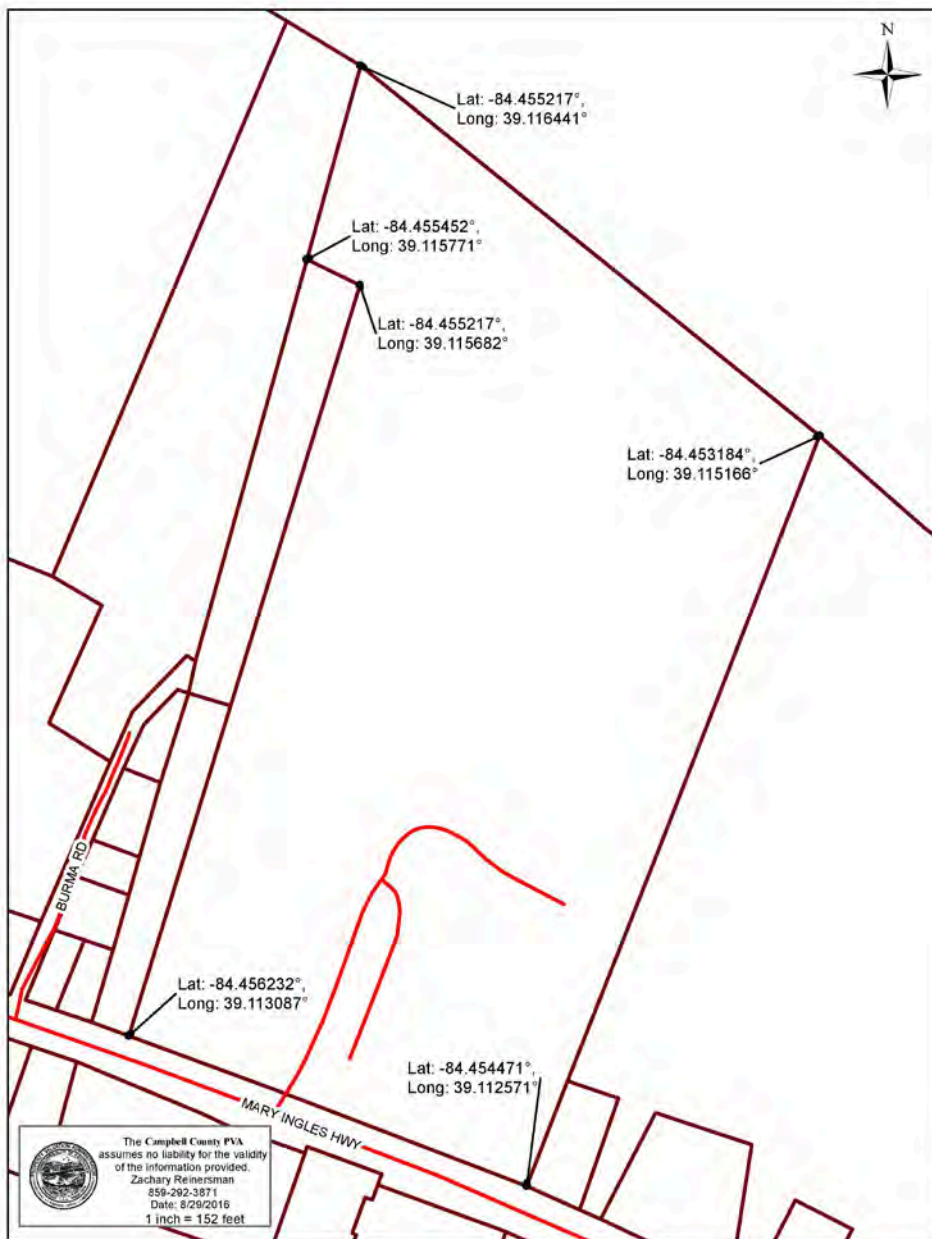 N
Lat: -84.455217°,
Long: 39.116441°
Lat: -84.455452°,
Long: 39.115771°
Lat: -84.455217°,
Long: 39.115682°
Lat: -84.453184°,
Long: 39.115166°
BURMA RD
Lat: -84.456232°,
Long: 39.113087°
Lat: -84.454471°,
Long: 39.112571°
MARY INGLES HWY
The Campbell County PVA
assumes no liability for the validity
of the information provided.
Zachary Reinersman
859-292-3871
Date: 8/29/2016
1 inch = 152 feet